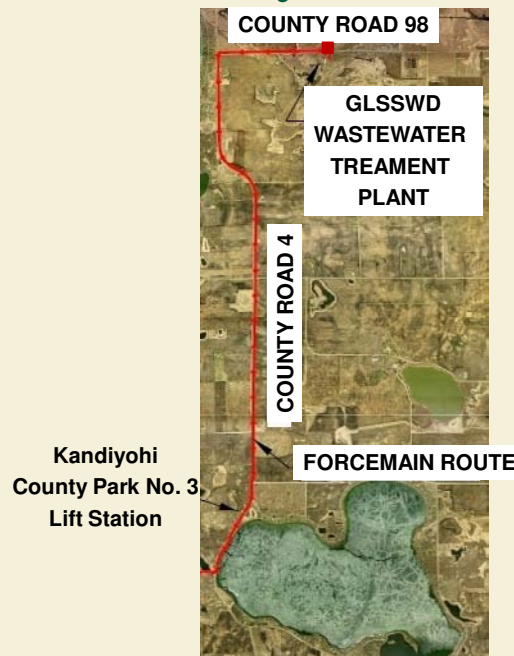 COUNTY ROAD 98
GLSSWD
WASTEWATER
TREAMENT
PLANT
COUNTY ROAD 4
FORCEMAIN ROUTE
Kandiyohi
County Park No. 3
Lift Station